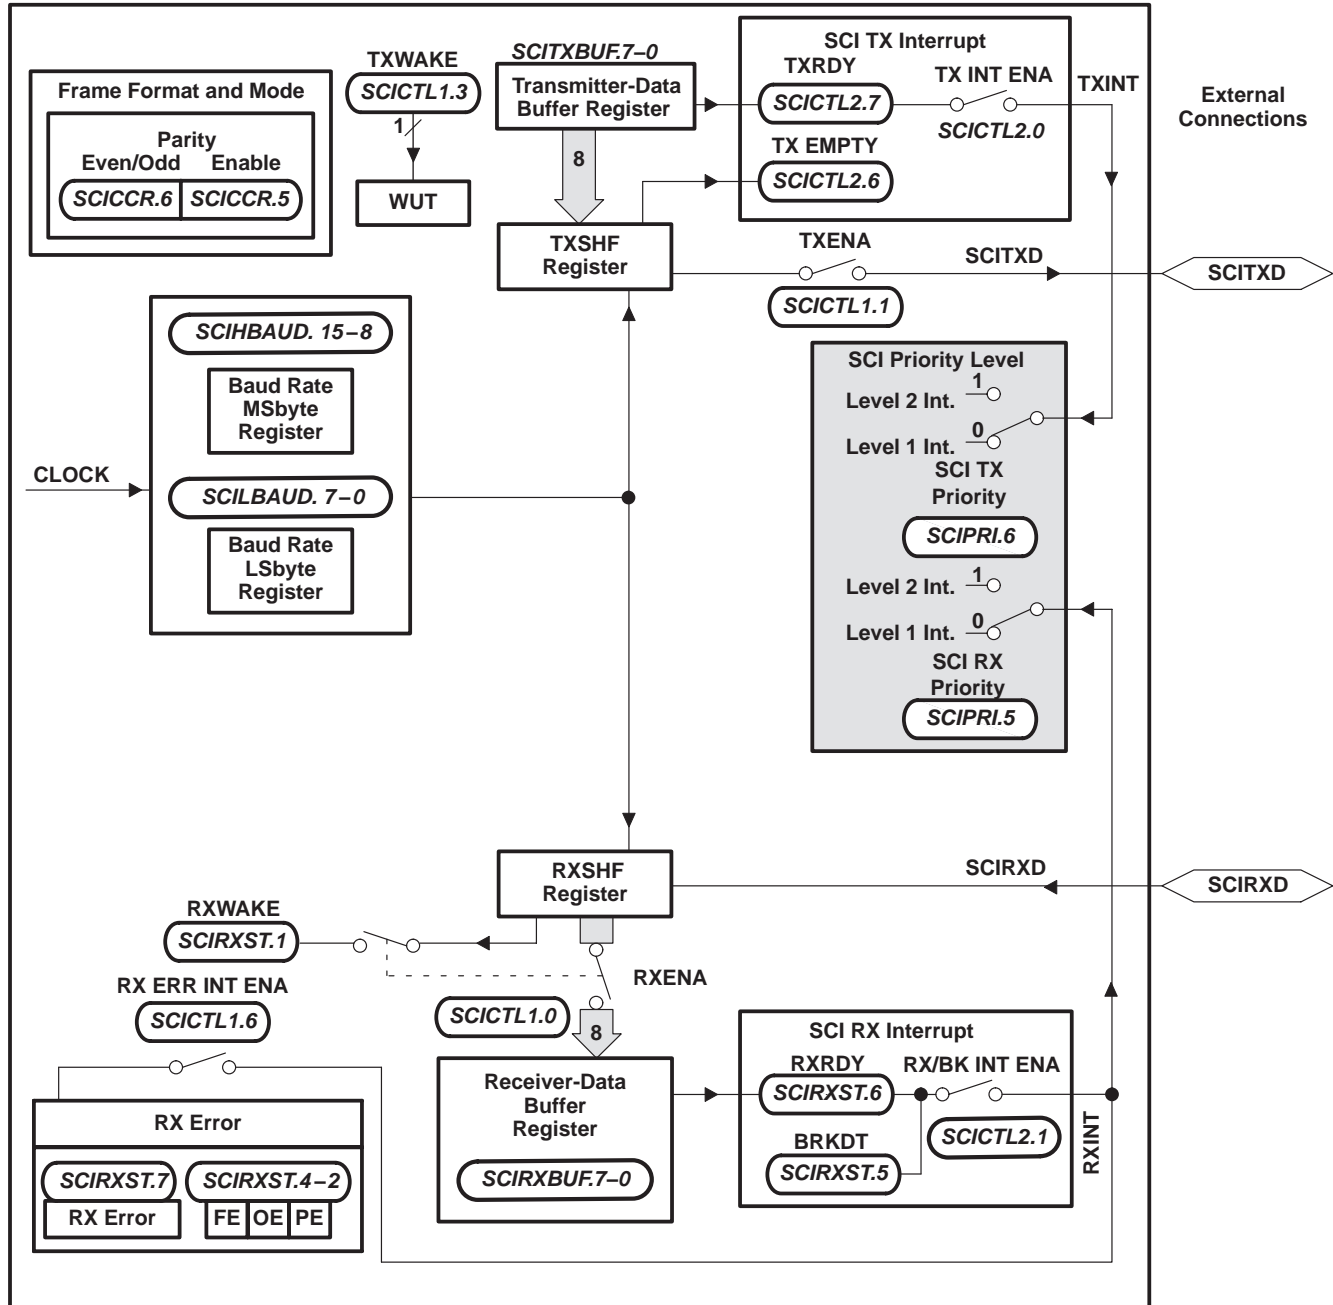 SCITXBUF.7–0
Transmitter-Data
Buffer Register
8
TXWAKE
SCICTL1.3
1
WUT
Frame Format and Mode
Parity
Even/Odd Enable
SCICCR.6 SCICCR.5
SCI TX Interrupt
TXRDY
SCICTL2.7
TX INT ENA
SCICTL2.0
TX EMPTY
SCICTL2.6
TXINT
External
Connections
TXSHF
Register
TXENA
SCICTL1.1
SCITXD
SCITXD
SCIHBAUD. 15–8
Baud Rate
MSbyte
Register
CLOCK
SCILBAUD. 7–0
Baud Rate
LSbyte
Register
SCI Priority Level
1
Level 2 Int.
0
Level 1 Int.
SCI TX
Priority
SCIPRI.6
1
Level 2 Int.
0
Level 1 Int.
SCI RX
Priority
SCIPRI.5
RXSHF
Register
SCIRXD
SCIRXD
RXWAKE
SCIRXST.1
RXENA
RX ERR INT ENA
SCICTL1.6
SCICTL1.0
8
Receiver-Data
Buffer
Register
SCIRXBUF.7–0
SCI RX Interrupt
RXRDY
SCIRXST.6
RX/BK INT ENA
SCICTL2.1
BRKDT
SCIRXST.5
RXINT
RX Error
SCIRXST.7
SCIRXST.4–2
RX Error
FE OE PE